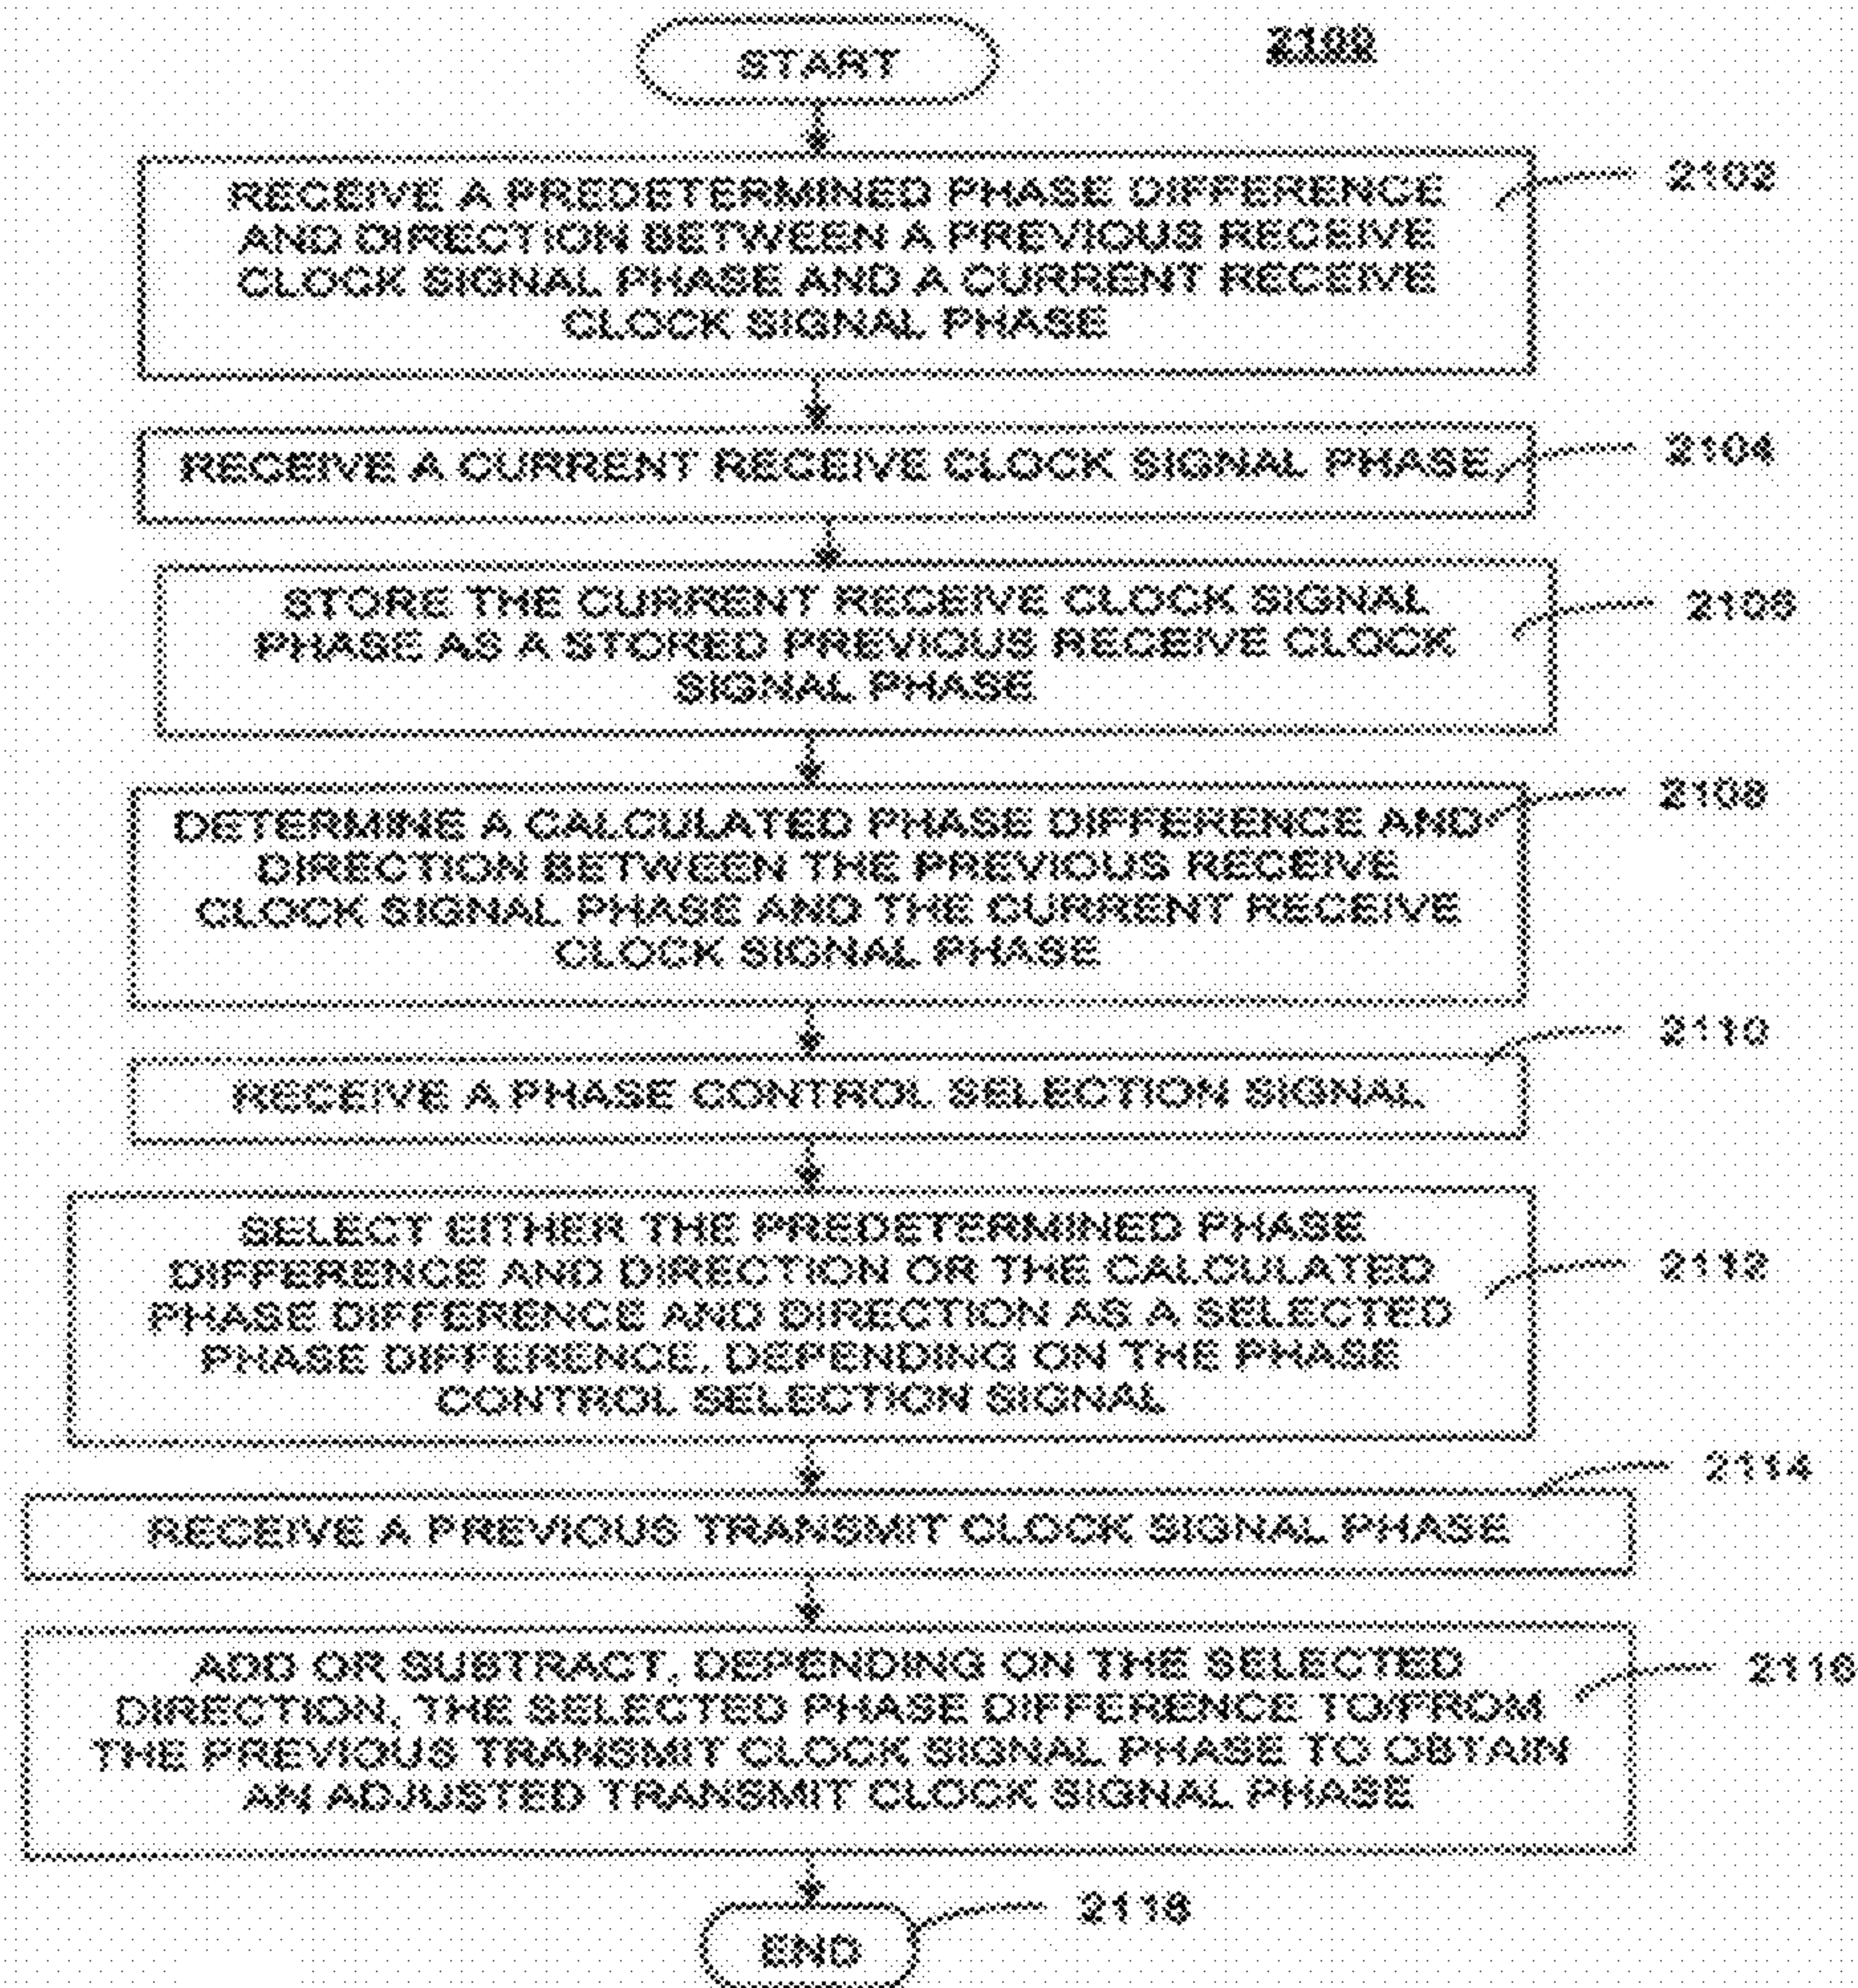 START
2100
RECEIVE A PREDETERMINED PHASE DIFFERENCE
AND DIRECTION BETWEEN A PREVIOUS RECEIVE
CLOCK SIGNAL PHASE AND A CURRENT RECEIVE
CLOCK SIGNAL PHASE
2102
RECEIVE A CURRENT RECEIVE CLOCK SIGNAL PHASE
2104
STORE THE CURRENT RECEIVE CLOCK SIGNAL
PHASE AS A STORED PREVIOUS RECEIVE CLOCK
SIGNAL PHASE
2106
DETERMINE A CALCULATED PHASE DIFFERENCE AND
DIRECTION BETWEEN THE PREVIOUS RECEIVE
CLOCK SIGNAL PHASE AND THE CURRENT RECEIVE
CLOCK SIGNAL PHASE
2108
RECEIVE A PHASE CONTROL SELECTION SIGNAL
2110
SELECT EITHER THE PREDETERMINED PHASE
DIFFERENCE AND DIRECTION OR THE CALCULATED
PHASE DIFFERENCE AND DIRECTION AS A SELECTED
PHASE DIFFERENCE, DEPENDING ON THE PHASE
CONTROL SELECTION SIGNAL
2112
RECEIVE A PREVIOUS TRANSMIT CLOCK SIGNAL PHASE
2114
ADD OR SUBTRACT, DEPENDING ON THE SELECTED
DIRECTION, THE SELECTED PHASE DIFFERENCE TO/FROM
THE PREVIOUS TRANSMIT CLOCK SIGNAL PHASE TO OBTAIN
AN ADJUSTED TRANSMIT CLOCK SIGNAL PHASE
2116
END
2118